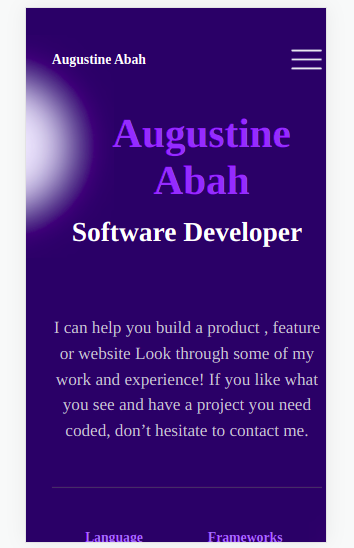 Augustine Abah
Augustine
Abah
Software Developer
I can help you build a product , feature
or website Look through some of my
work and experience! If you like what
you see and have a project you need
coded, don’t hesitate to contact me.
Language Frameworks